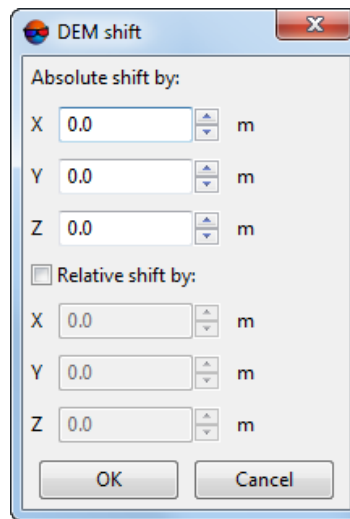 DEM shift
Absolute shift by:
X 0.0 m
Y 0.0 m
Z 0.0 m
Relative shift by:
X 0.0 m
Y 0.0 m
Z 0.0 m
OK Cancel